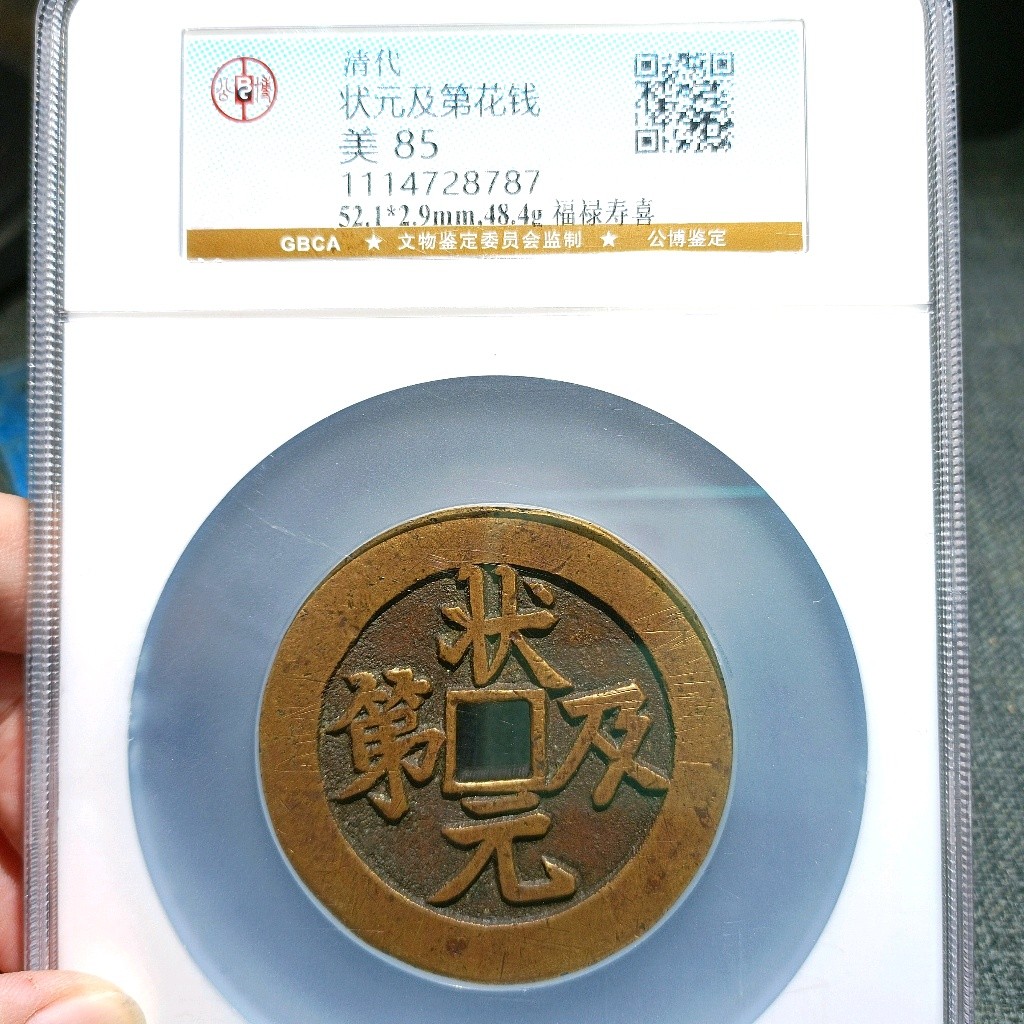 公博
清代
状元及第花钱
美 85
1114728787
52.1*2.9mm,48.4g 福禄寿喜
GBCA ★ 文物鉴定委员会监制 ★ 公博鉴定
状
第 及
元